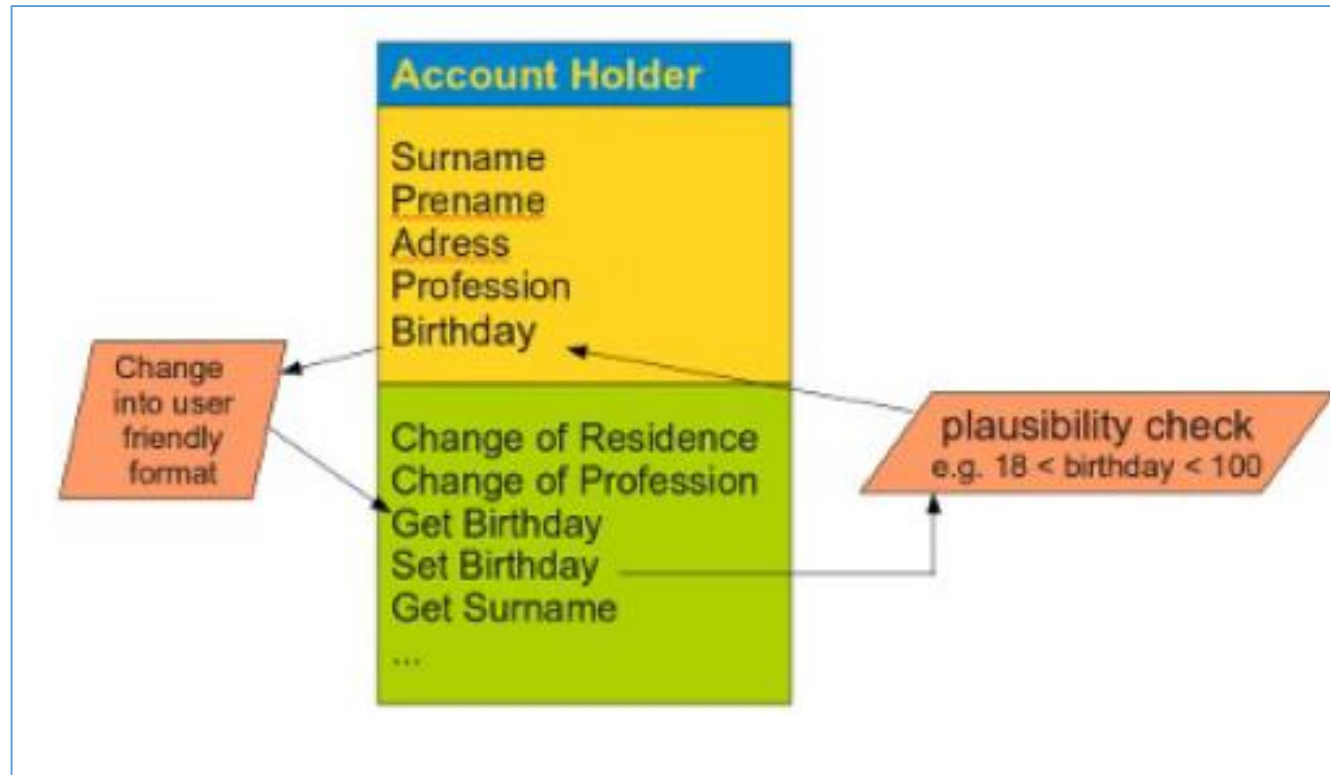 Account Holder
Surname
Prename
Adress
Profession
Birthday
Change
into user
friendly
format
plausibility check
e.g. 18 < birthday < 100
Change of Residence
Change of Profession
Get Birthday
Set Birthday
Get Surname
...